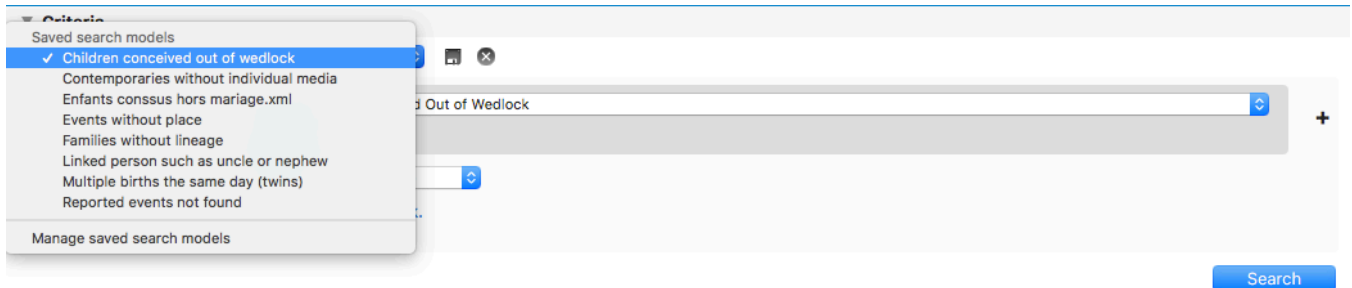 Criteria
Saved search models
✓ Children conceived out of wedlock
Contemporaries without individual media
Enfants conssus hors mariage.xml
d Out of Wedlock
Events without place
+
Families without lineage
Linked person such as uncle or nephew
Multiple births the same day (twins)
Reported events not found
Manage saved search models
Search